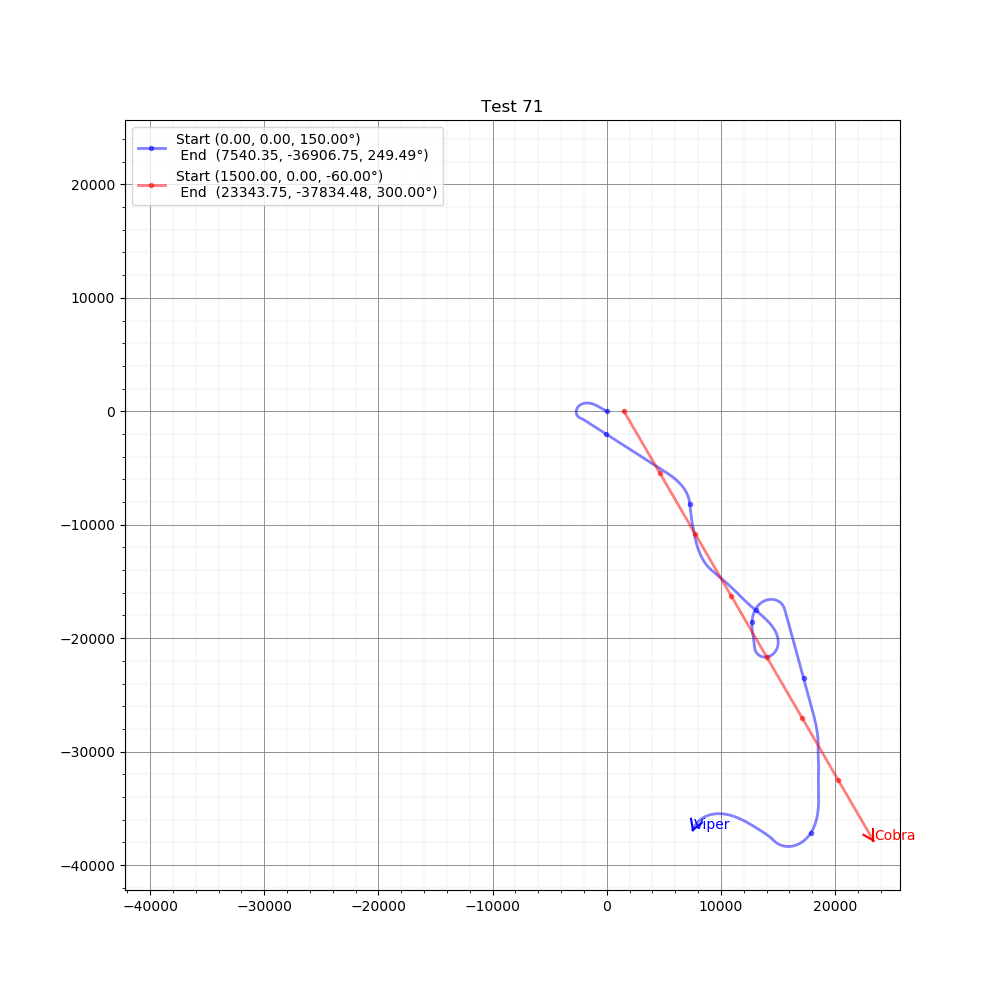 Test 71
Start (0.00, 0.00, 150.00°)
End (7540.35, -36906.75, 249.49°)
Start (1500.00, 0.00, -60.00°)
End (23343.75, -37834.48, 300.00°)
20000
10000
0
−10000
−20000
−30000
−40000
Viper
Cobra
−40000 −30000 −20000 −10000 0 10000 20000